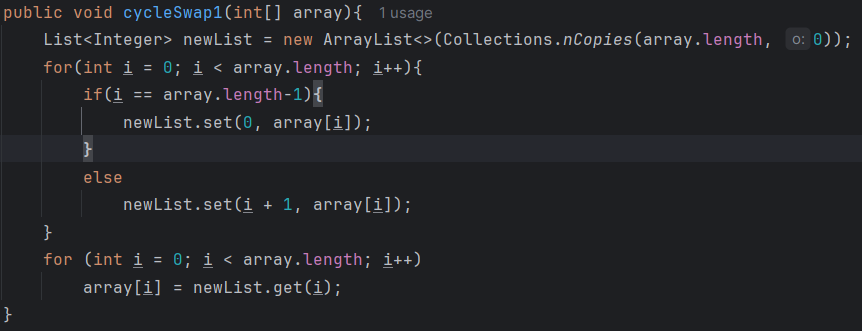 public void cycleSwap1(int[] array){ 1 usage
    List<Integer> newList = new ArrayList<>(Collections.nCopies(array.length, o: 0));
    for(int i = 0; i < array.length; i++){
        if(i == array.length-1){
            newList.set(0, array[i]);
        }
        else
            newList.set(i + 1, array[i]);
    }
    for (int i = 0; i < array.length; i++)
        array[i] = newList.get(i);
}